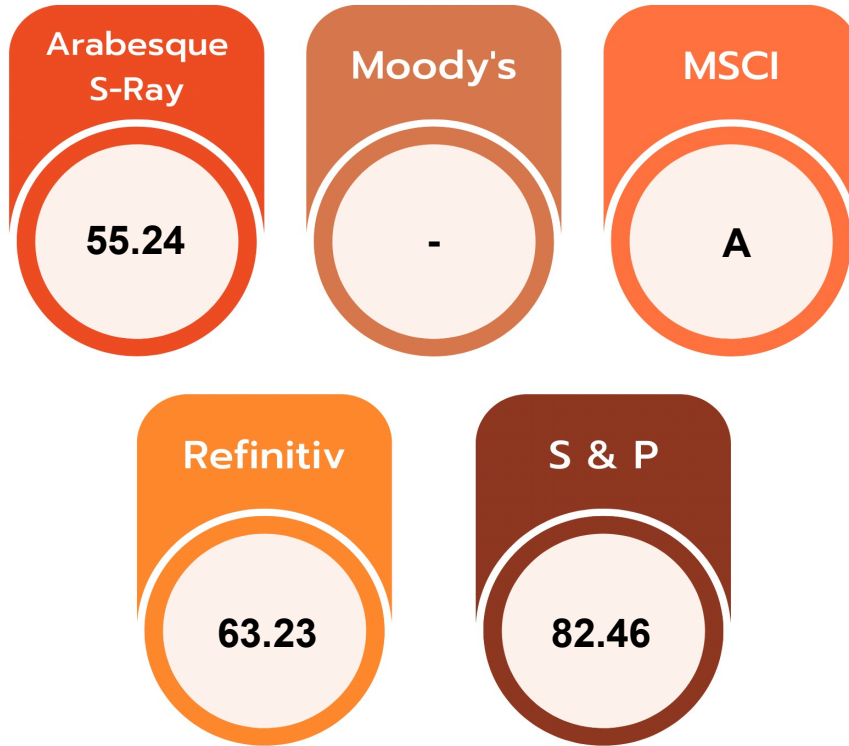 Arabesque
S-Ray
55.24
Moody's
-
MSCI
A
Refinitiv
63.23
S & P
82.46